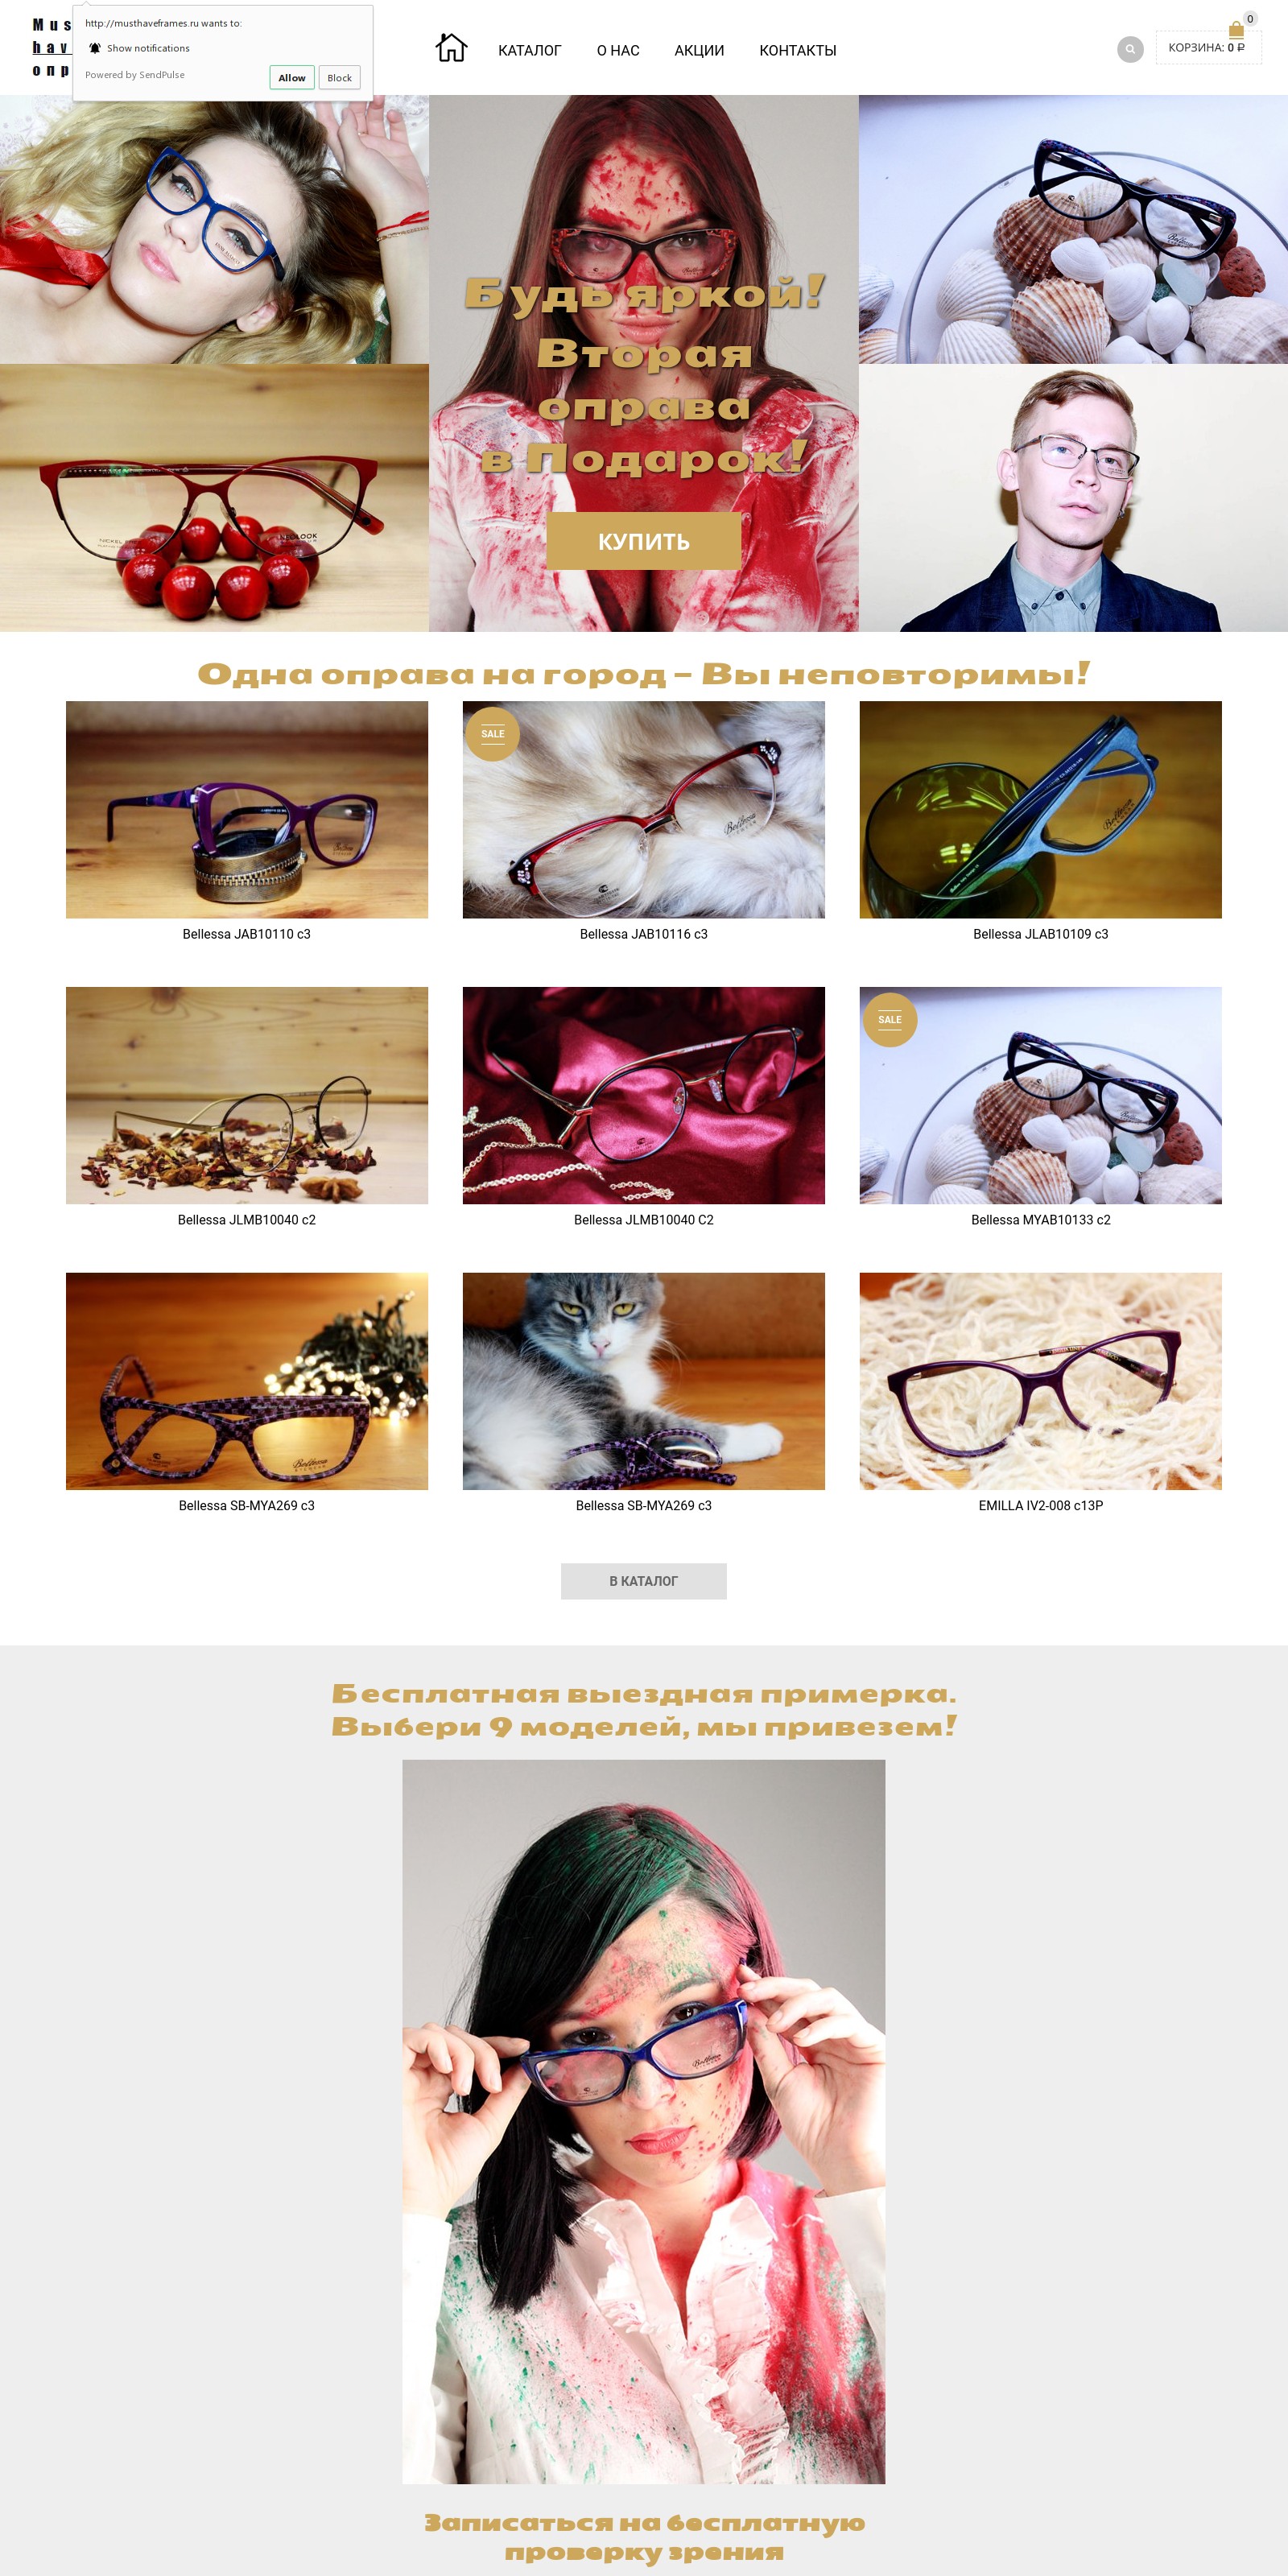 http://musthaveframes.ru wants to:
Show notifications
Powered by SendPulse
Allow
Block
КАТАЛОГ
О НАС
АКЦИИ
КОНТАКТЫ
0
КОРЗИНА: 0 ₽
Будь яркой!
Вторая
оправа
в Подарок!
КУПИТЬ
Одна оправа на город – Вы неповторимы!
SALE
Bellessa
Bellessa
Bellessa JAB10110 c3
Bellessa JAB10116 c3
Bellessa JLAB10109 c3
SALE
Bellessa JLMB10040 c2
Bellessa JLMB10040 C2
Bellessa MYAB10133 c2
Bellessa
Bellessa SB-MYA269 c3
Bellessa SB-MYA269 c3
EMILLA IV2-008 c13P
В КАТАЛОГ
Бесплатная выездная примерка.
Выбери 9 моделей, мы привезем!
Bellessa
Записаться на бесплатную
проверку зрения